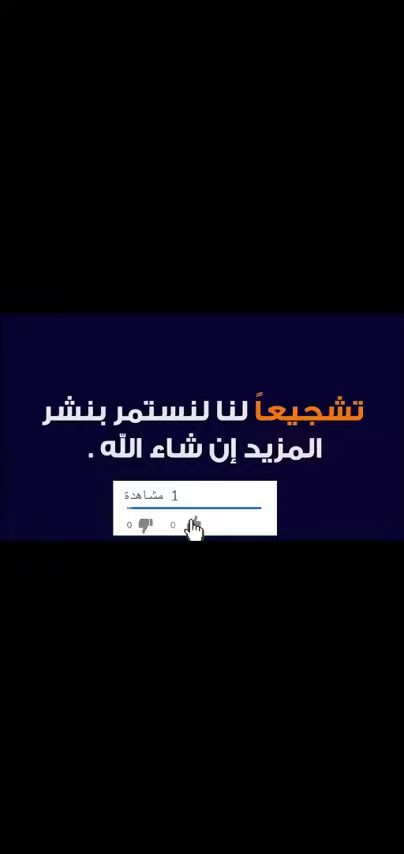 تشجيعاً لنا لنستمر بنشر
المزيد إن شاء الله .
1 مشاهدة
0 0